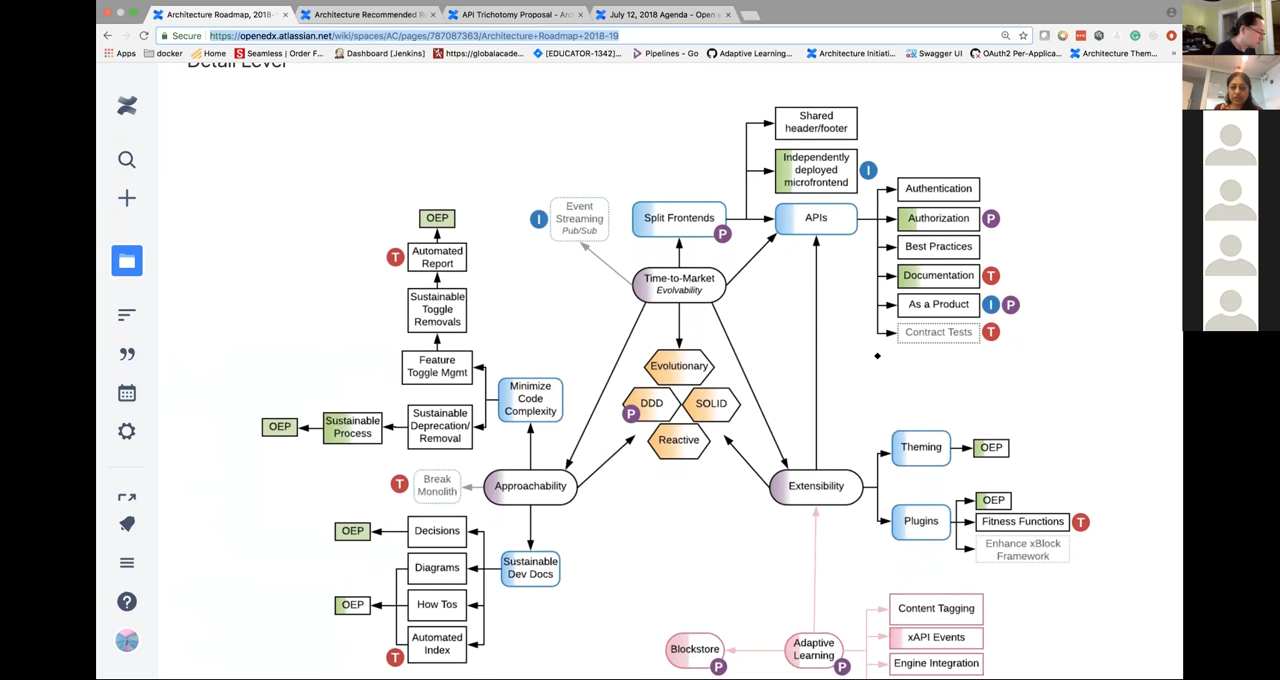 Architecture Roadmap, 2018-
Architecture Recommended R
API Trichotomy Proposal - Arc
July 12, 2018 Agenda - Open
Secure
https://openedx.atlassian.net/wiki/spaces/AC/pages/787087363/Architecture+Roadmap+2018-19
Apps
docker
Home
Seamless | Order F...
Dashboard [Jenkins]
https://globalacade...
[EDUCATOR-1342]...
Pipelines - Go
Adaptive Learning...
Architecture Initiati...
Swagger UI
OAuth2 Per-Applica...
Architecture Them...
»
Detail Level
Shared
header/footer
Independently
deployed
microfrontend
I
Event
Streaming
Pub/Sub
I
Split Frontends
P
APIs
Authentication
Authorization
P
Best Practices
Documentation
T
As a Product
I
P
Contract Tests
T
OEP
T
Automated
Report
Sustainable
Toggle
Removals
Feature
Toggle Mgmt
Time-to-Market
Evolvability
Evolutionary
DDD
P
SOLID
Reactive
Minimize
Code
Complexity
OEP
Sustainable
Process
Sustainable
Deprecation/
Removal
T
Break
Monolith
Approachability
Extensibility
Theming
OEP
Plugins
OEP
Fitness Functions
T
Enhance xBlock
Framework
OEP
Decisions
Diagrams
OEP
How Tos
Automated
Index
T
Sustainable
Dev Docs
Blockstore
P
Adaptive
Learning
P
Content Tagging
xAPI Events
Engine Integration